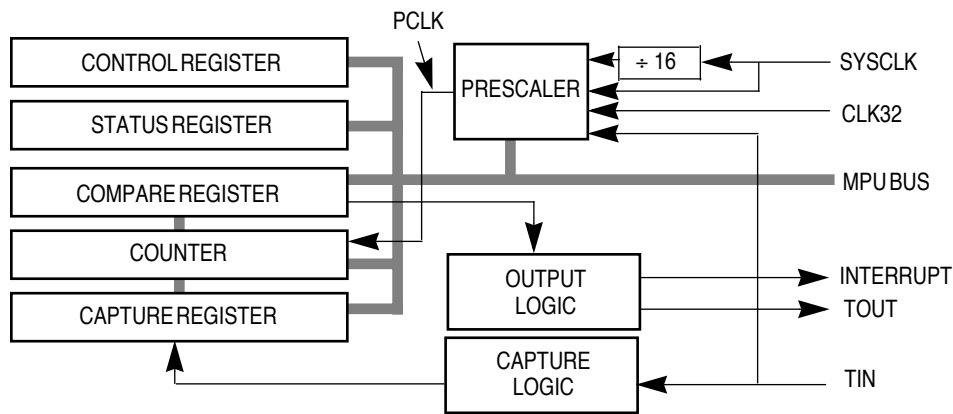 PCLK
CONTROL REGISTER
STATUS REGISTER
COMPARE REGISTER
COUNTER
CAPTURE REGISTER
PRESCALER
÷ 16
SYSCLK
CLK32
MPU BUS
OUTPUT
LOGIC
INTERRUPT
TOUT
CAPTURE
LOGIC
TIN